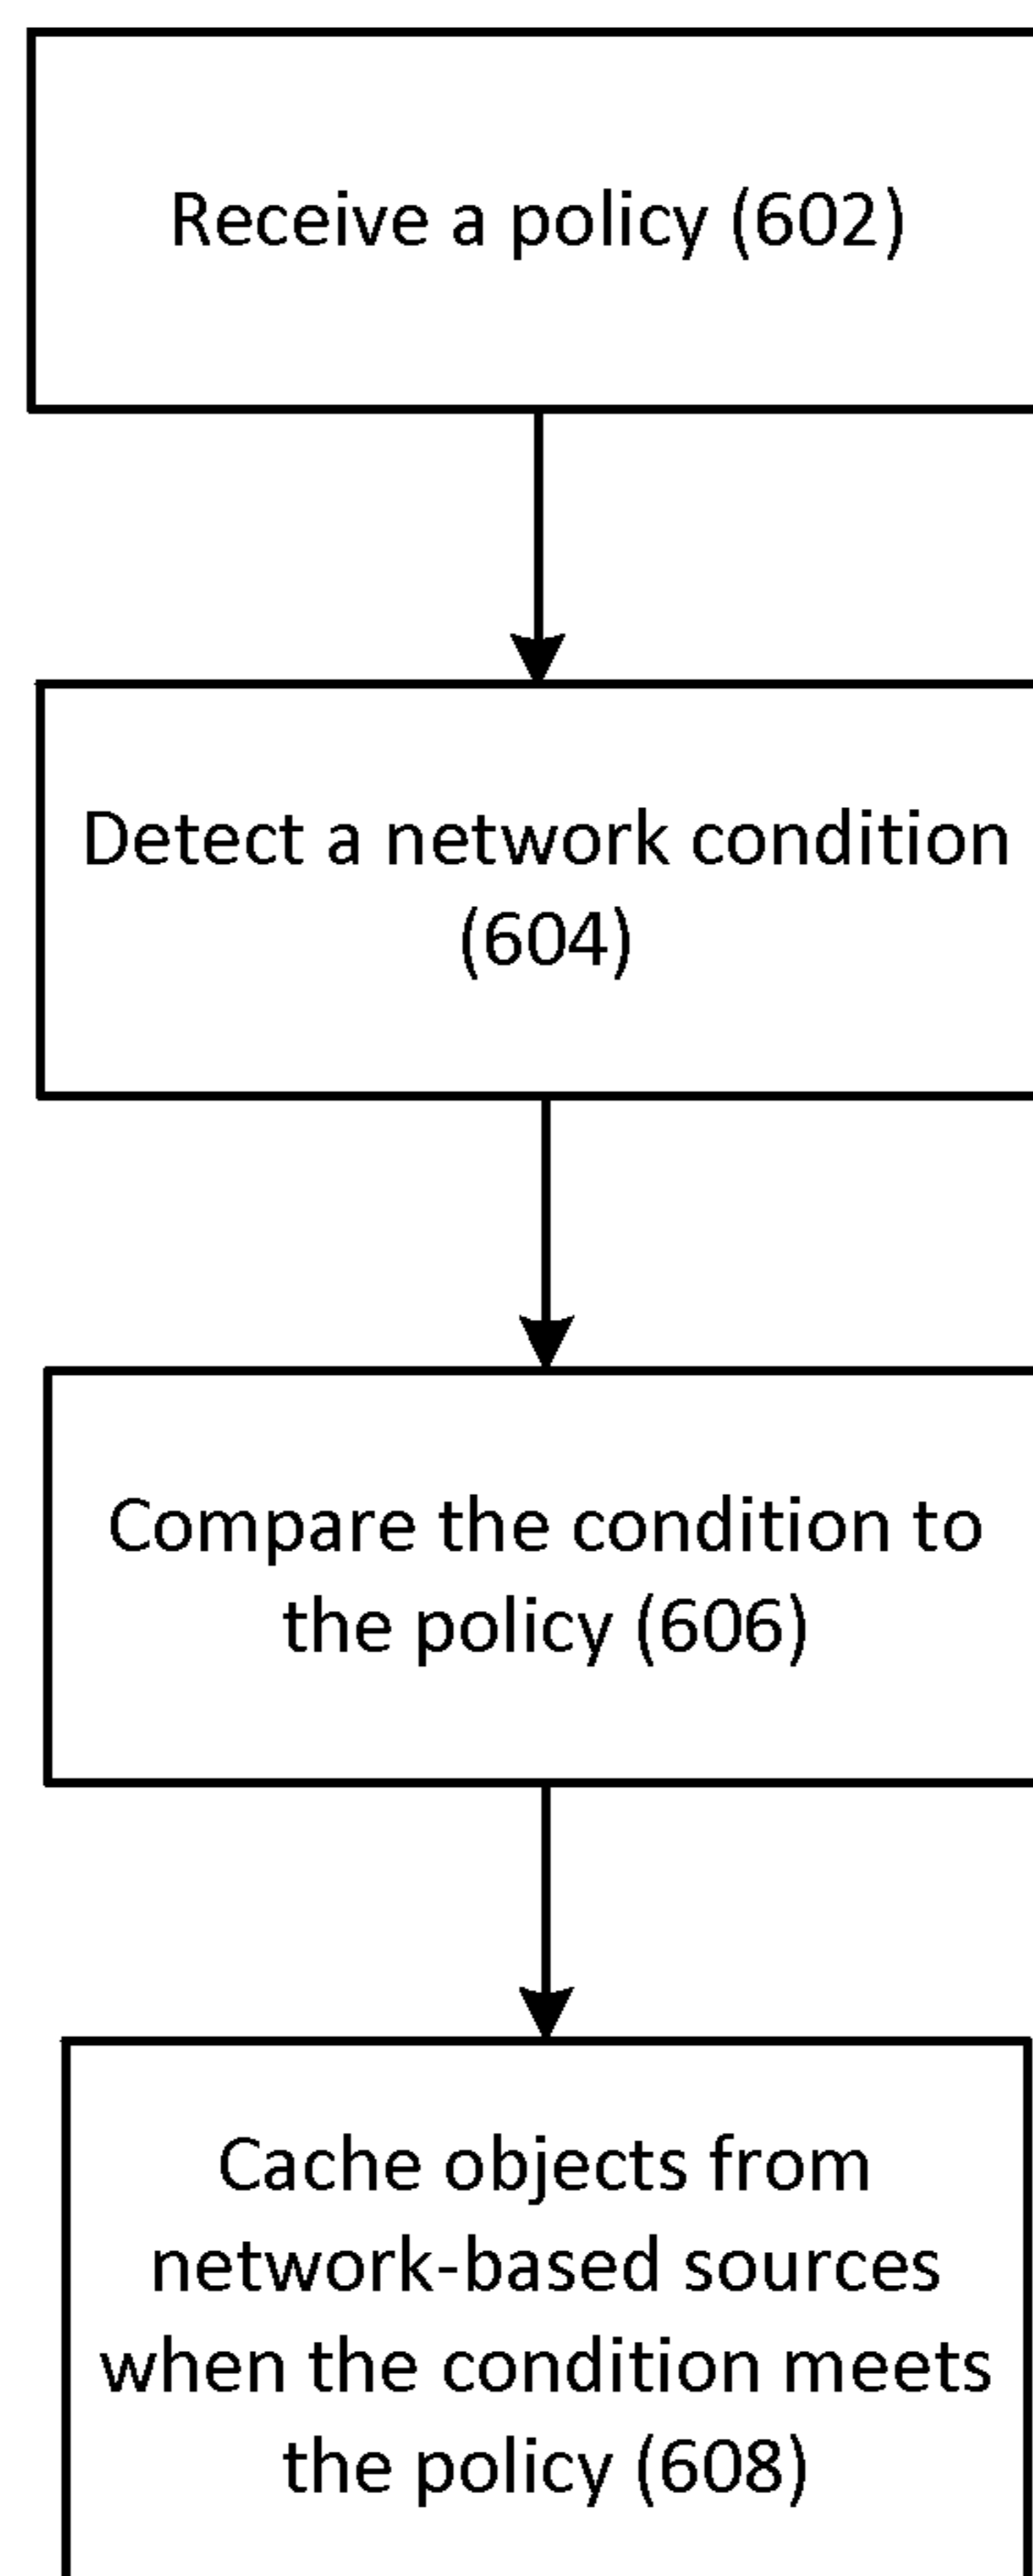 Receive a policy (602)
Detect a network condition
(604)
Compare the condition to
the policy (606)
Cache objects from
network-based sources
when the condition meets
the policy (608)